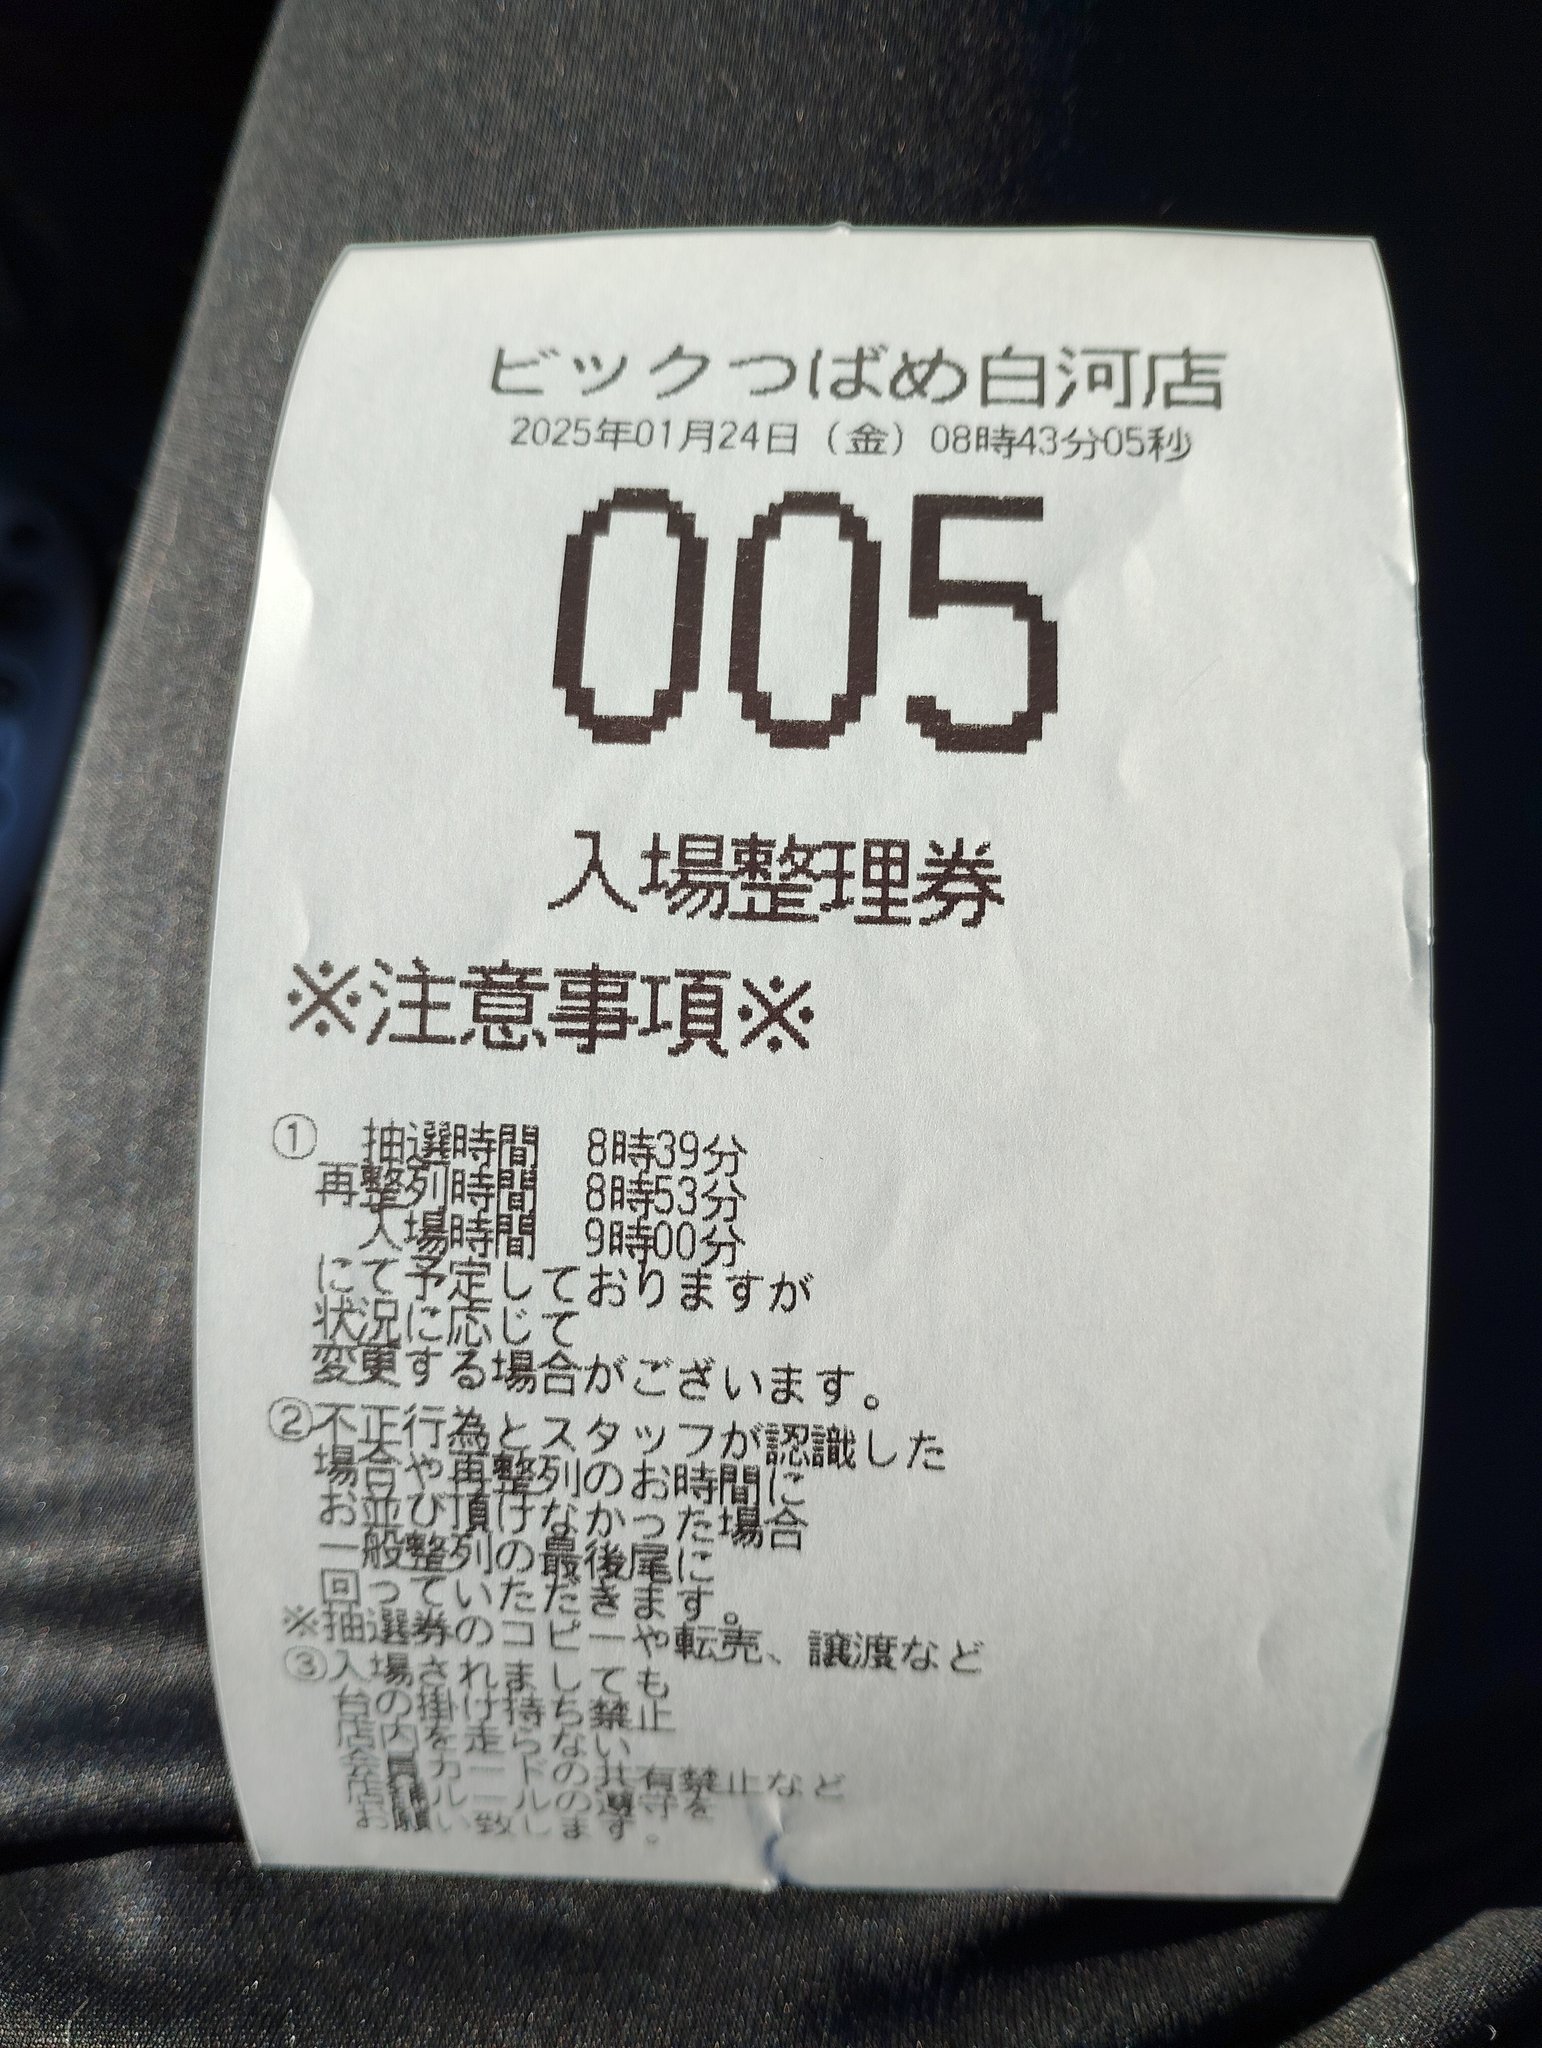 ビックつばめ白河店
2025年01月24日（金）08時43分05秒
005
入場整理券
※注意事項※
① 抽選時間 8時39分
再整列時間 8時53分
入場時間 9時00分
にて予定しておりますが
状況に応じて
変更する場合がございます。
②不正行為とスタッフが認識した
場合や再整列のお時間に
お並び頂けなかった場合
一般整列の最後尾に
回っていただきます。
※抽選券のコピーや転売、譲渡など
③入場されましても
台の掛け持ち禁止
店内を走らない
会員カードの共有禁止など
店舗ルールの遵守を
お願い致します。